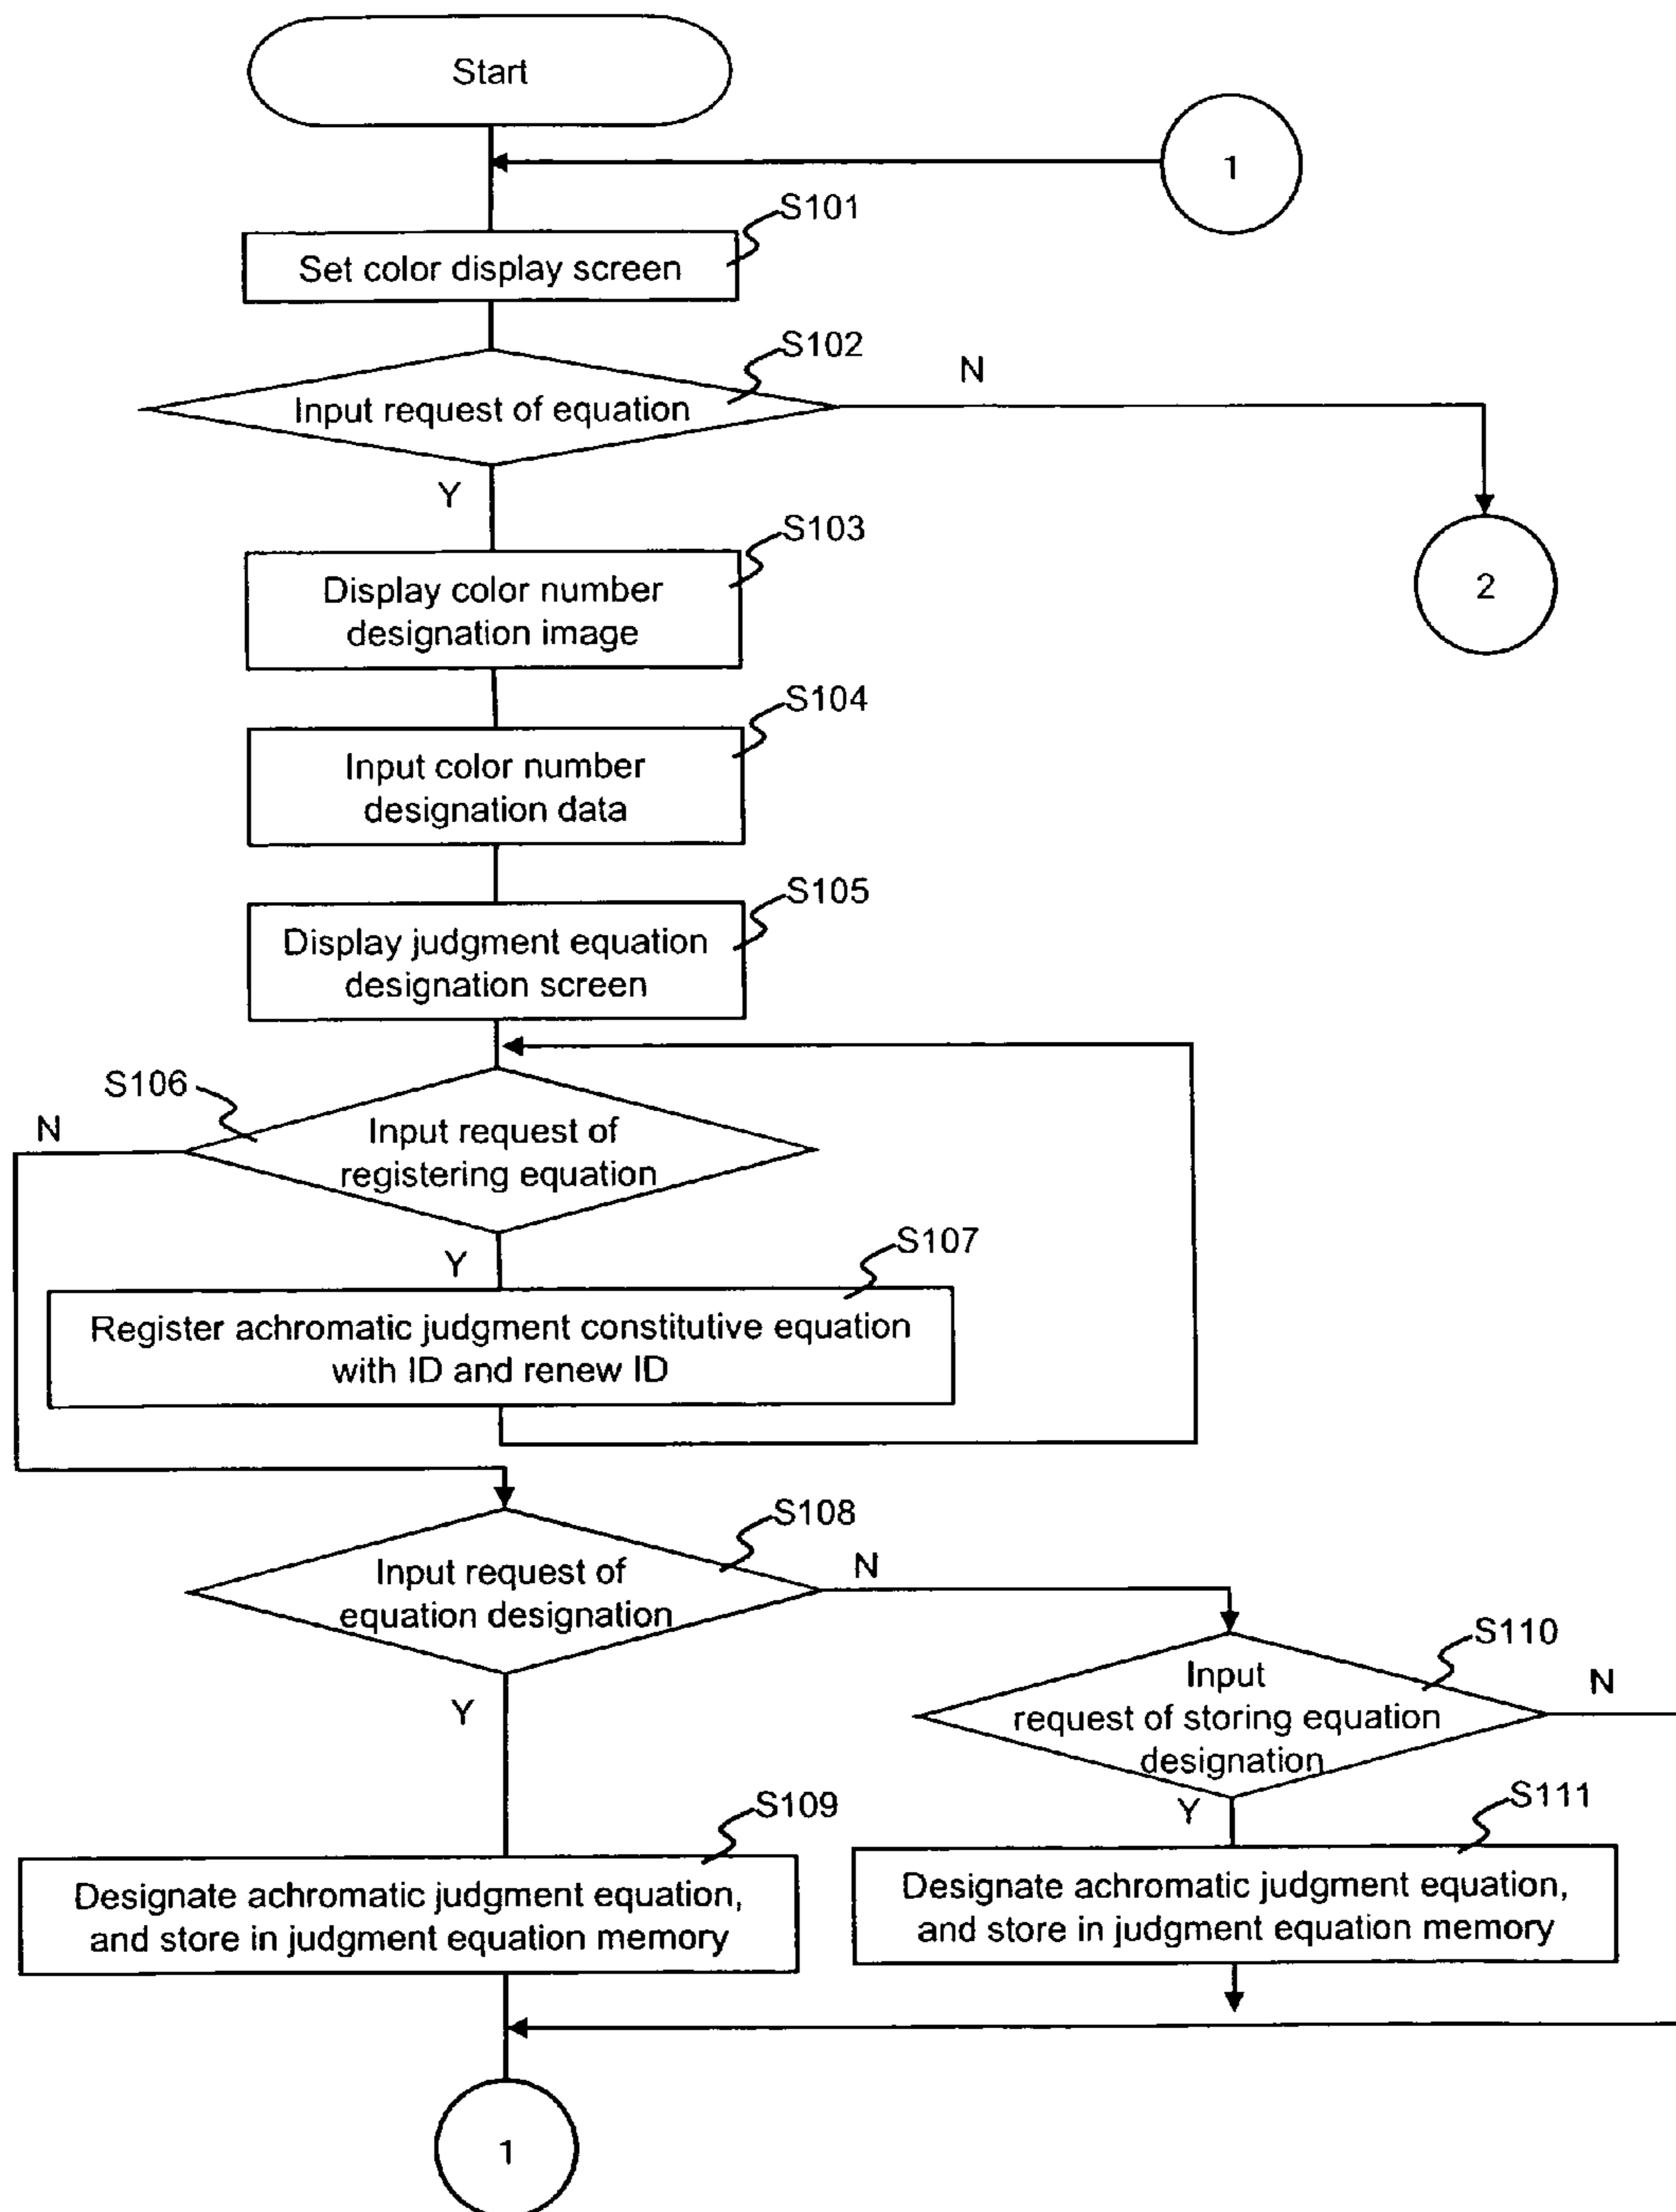 Start
1
S101
Set color display screen
S102
N
Input request of equation
Y
2
S103
Display color number
designation image
S104
Input color number
designation data
S105
Display judgment equation
designation screen
S106
N
Input request of
registering equation
Y
S107
Register achromatic judgment constitutive equation
with ID and renew ID
S108
N
Input request of
equation designation
Y
S110
N
Input
request of storing equation
designation
Y
S109
Designate achromatic judgment equation,
and store in judgment equation memory
S111
Designate achromatic judgment equation,
and store in judgment equation memory
1